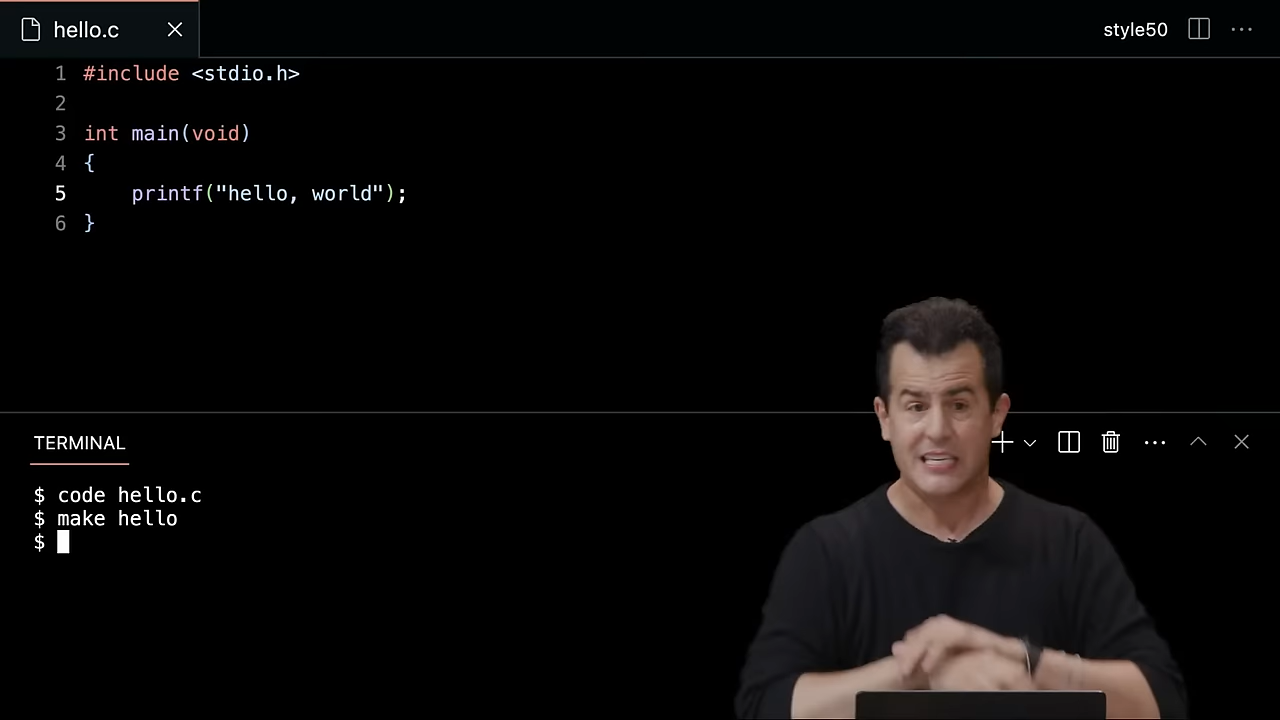 hello.c
style50
1 #include <stdio.h>
2
3 int main(void)
4 {
5     printf("hello, world");
6 }
TERMINAL
$ code hello.c
$ make hello
$